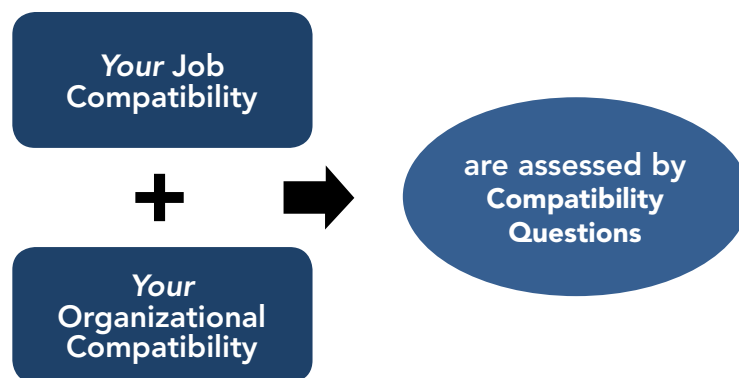 Your Job
Compatibility
+
are assessed by
Compatibility
Questions
Your
Organizational
Compatibility